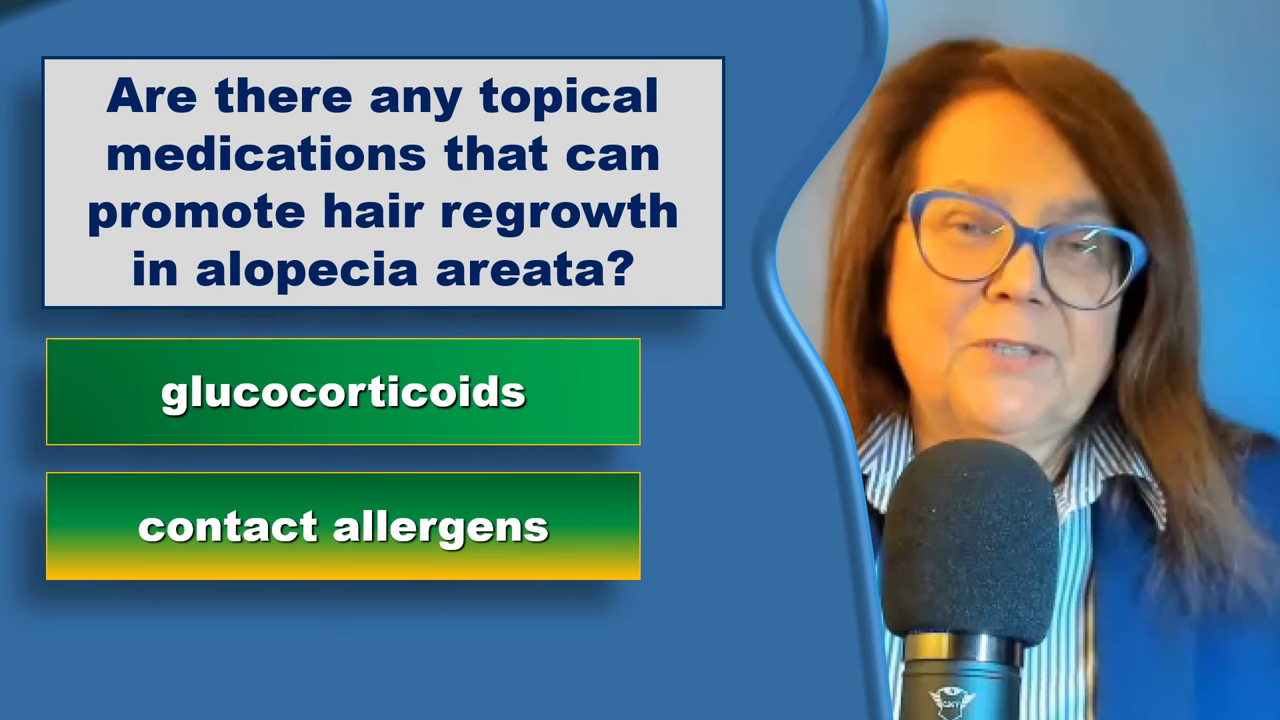 Are there any topical
medications that can
promote hair regrowth
in alopecia areata?
glucocorticoids
contact allergens